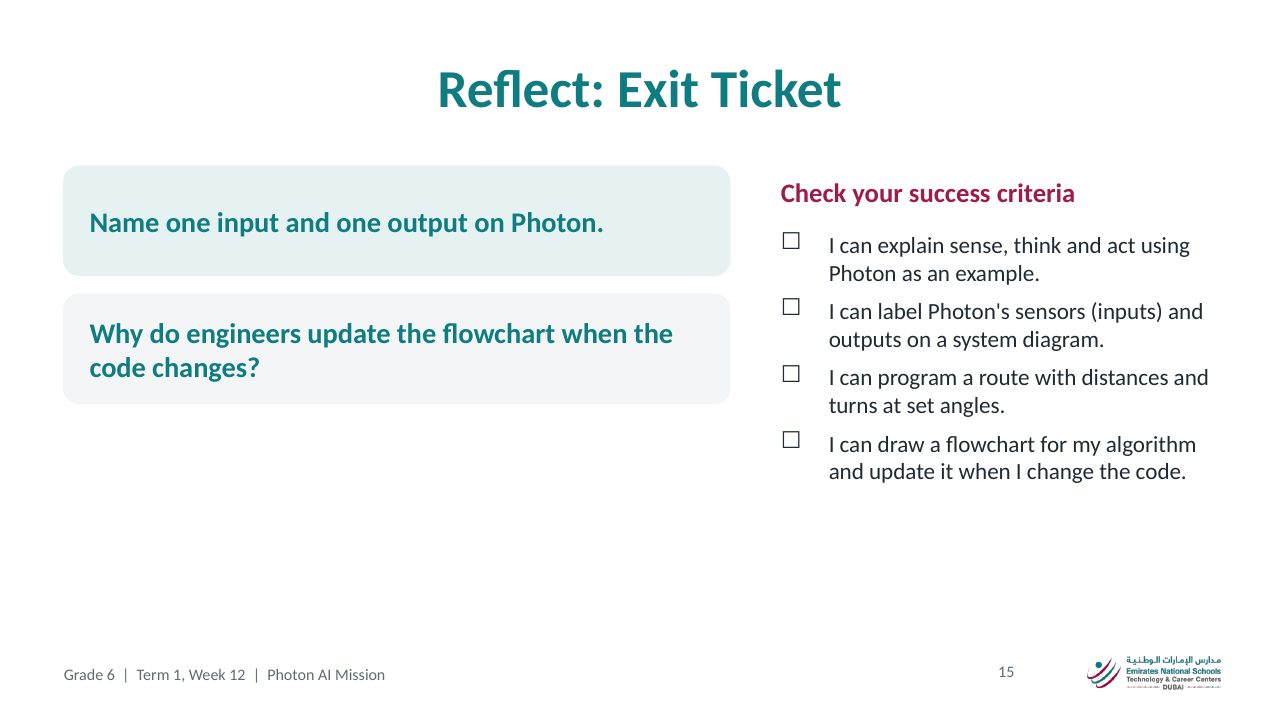 Reflect: Exit Ticket
Name one input and one output on Photon.
Why do engineers update the flowchart when the
code changes?
Check your success criteria
☐ I can explain sense, think and act using
Photon as an example.
☐ I can label Photon's sensors (inputs) and
outputs on a system diagram.
☐ I can program a route with distances and
turns at set angles.
☐ I can draw a flowchart for my algorithm
and update it when I change the code.
Grade 6 | Term 1, Week 12 | Photon AI Mission
15
مدارس الإمارات الوطنية
Emirates National Schools
Technology & Career Centers
DUBAI